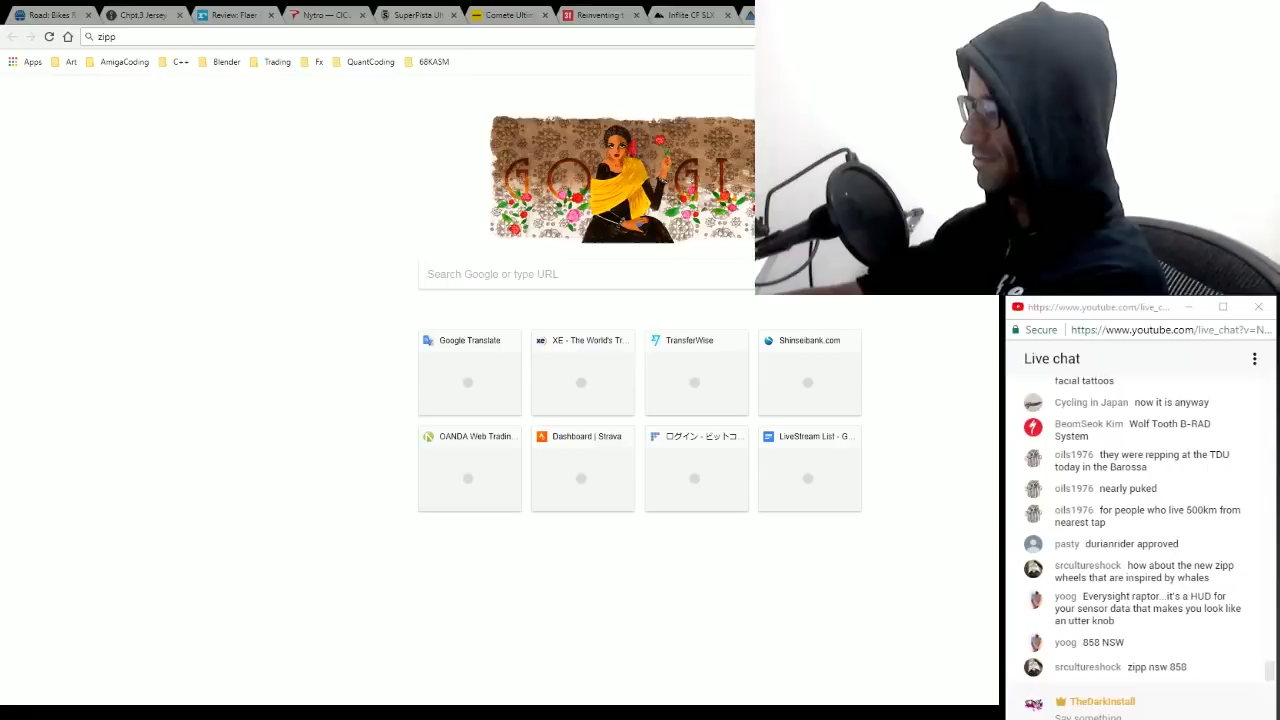 Road: Bikes R
Chpt.3 Jersey
Review: Flaer
Nytro — CIC
SuperPista Ul
Comete Ultim
Reinventing t
Inflite CF SLX
zipp
Apps
Art
AmigaCoding
C++
Blender
Trading
Fx
QuantCoding
68KASM
GOOGL
Search Google or type URL
Google Translate
XE - The World's Tr...
TransferWise
Shinseibank.com
OANDA Web Tradin...
Dashboard | Strava
ログイン - ビットコ...
LiveStream List - G...
https://www.youtube.com/live_c...
Secure
https://www.youtube.com/live_chat?v=N...
Live chat
facial tattoos
Cycling in Japan now it is anyway
BeomSeok Kim Wolf Tooth B-RAD
System
oils1976 they were repping at the TDU
today in the Barossa
oils1976 nearly puked
oils1976 for people who live 500km from
nearest tap
pasty durianrider approved
srcultureshock how about the new zipp
wheels that are inspired by whales
yoog Everysight raptor...it's a HUD for
your sensor data that makes you look like
an utter knob
yoog 858 NSW
srcultureshock zipp nsw 858
TheDarkInstall
Say something